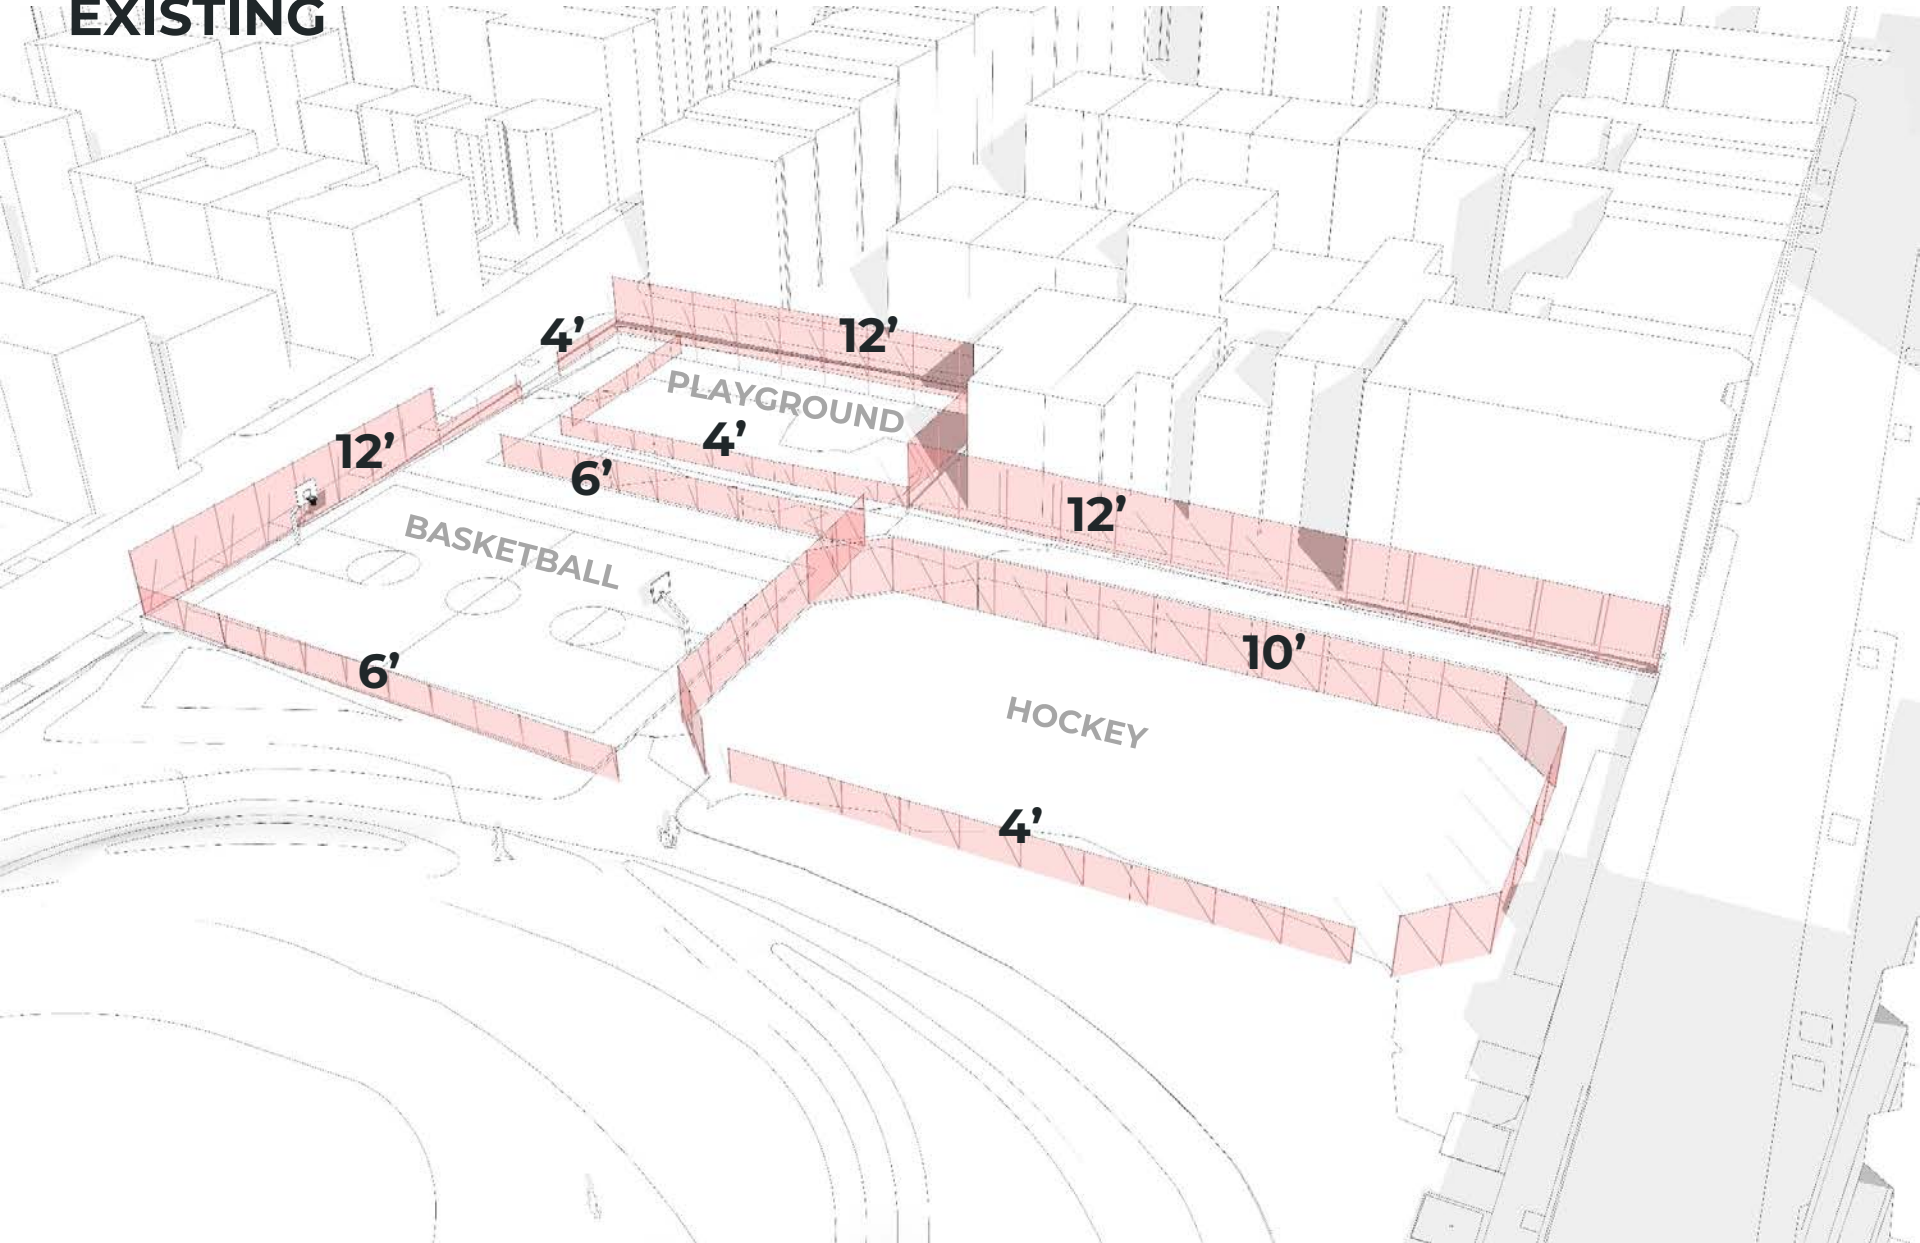 EXISTING
4’
12’
PLAYGROUND
12’
4’
6’
12’
BASKETBALL
6’
10’
HOCKEY
4’